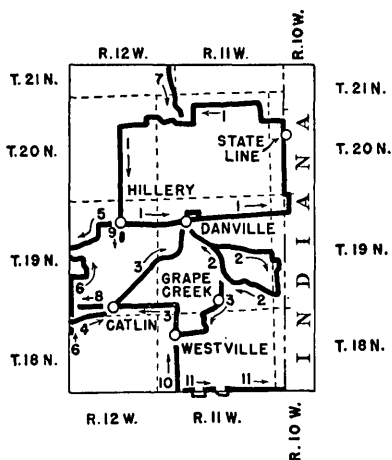 R. 12 W. R. 11 W. R. 10 W.
T. 21 N. 7 T. 21 N.
1
STATE LINE
T. 20 N. T. 20 N.
HILLERY
1 1
5 9 DANVILLE
T. 19 N. 3 2 2 T. 19 N.
6 GRAPE CREEK
8 3 2
4 CATLIN 3
6 WESTVILLE
T. 18 N. T. 18 N.
10 11 11
INDIANA
R. 12 W. R. 11 W. R. 10 W.